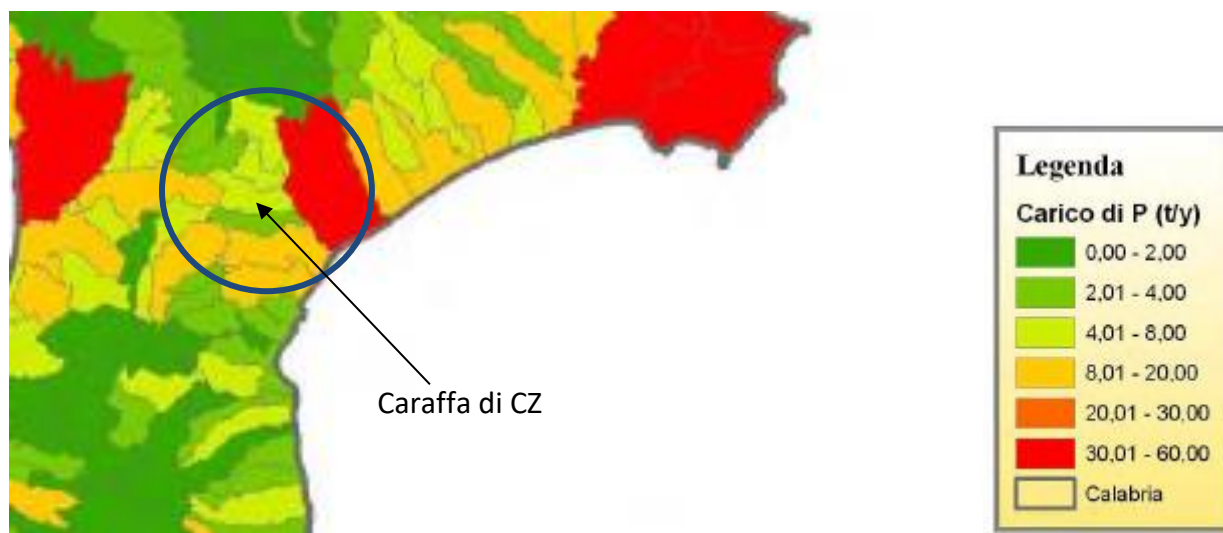 Caraffa di CZ
Legenda
Carico di P (t/y)
0,00 - 2,00
2,01 - 4,00
4,01 - 8,00
8,01 - 20,00
20,01 - 30,00
30,01 - 60,00
Calabria